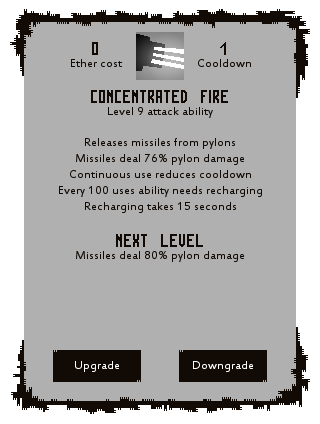 0 1
Ether cost Cooldown
CONCENTRATED FIRE
Level 9 attack ability
Releases missiles from pylons
Missiles deal 76% pylon damage
Continuous use reduces cooldown
Every 100 uses ability needs recharging
Recharging takes 15 seconds
NEXT LEVEL
Missiles deal 80% pylon damage
Upgrade Downgrade